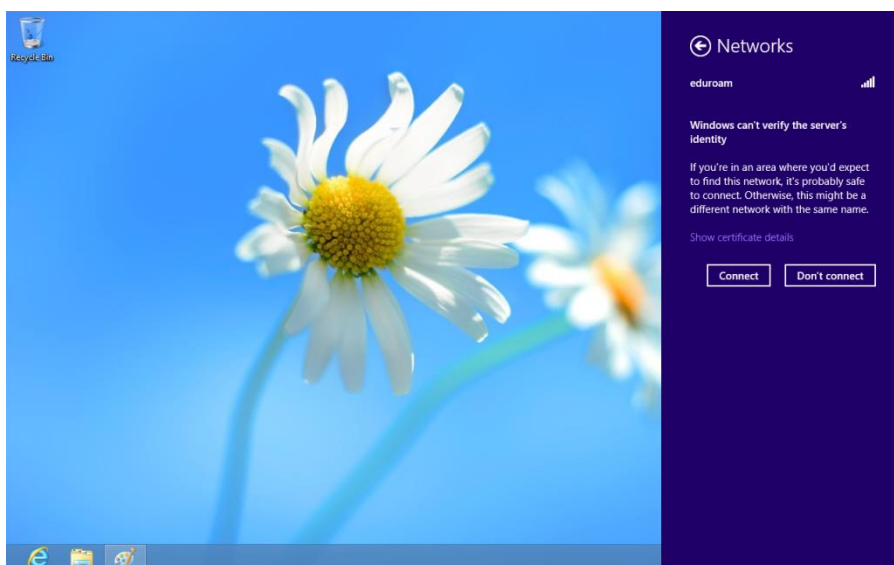 Recycle Bin
Networks
eduroam
Windows can't verify the server's
identity
If you're in an area where you'd expect
to find this network, it's probably safe
to connect. Otherwise, this might be a
different network with the same name.
Show certificate details
Connect Don't connect